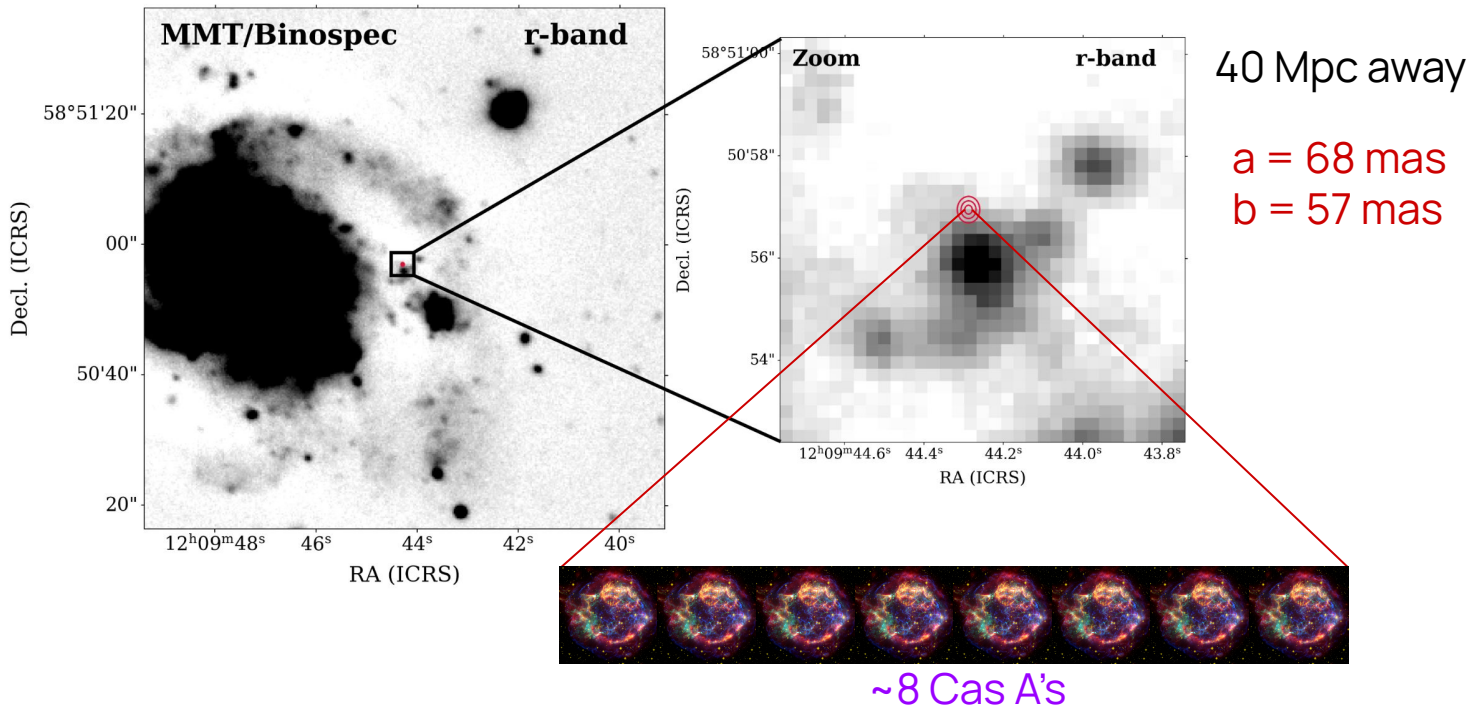 MMT/Binospec r-band
58°51'20"
00"
50'40"
20"
Decl. (ICRS)
12ʰ09ᵐ48ˢ 46ˢ 44ˢ 42ˢ 40ˢ
RA (ICRS)
Zoom r-band
58°51'00"
50'58"
56"
54"
Decl. (ICRS)
12ʰ09ᵐ44.6ˢ 44.4ˢ 44.2ˢ 44.0ˢ 43.8ˢ
RA (ICRS)
40 Mpc away
a = 68 mas
b = 57 mas
~8 Cas A's